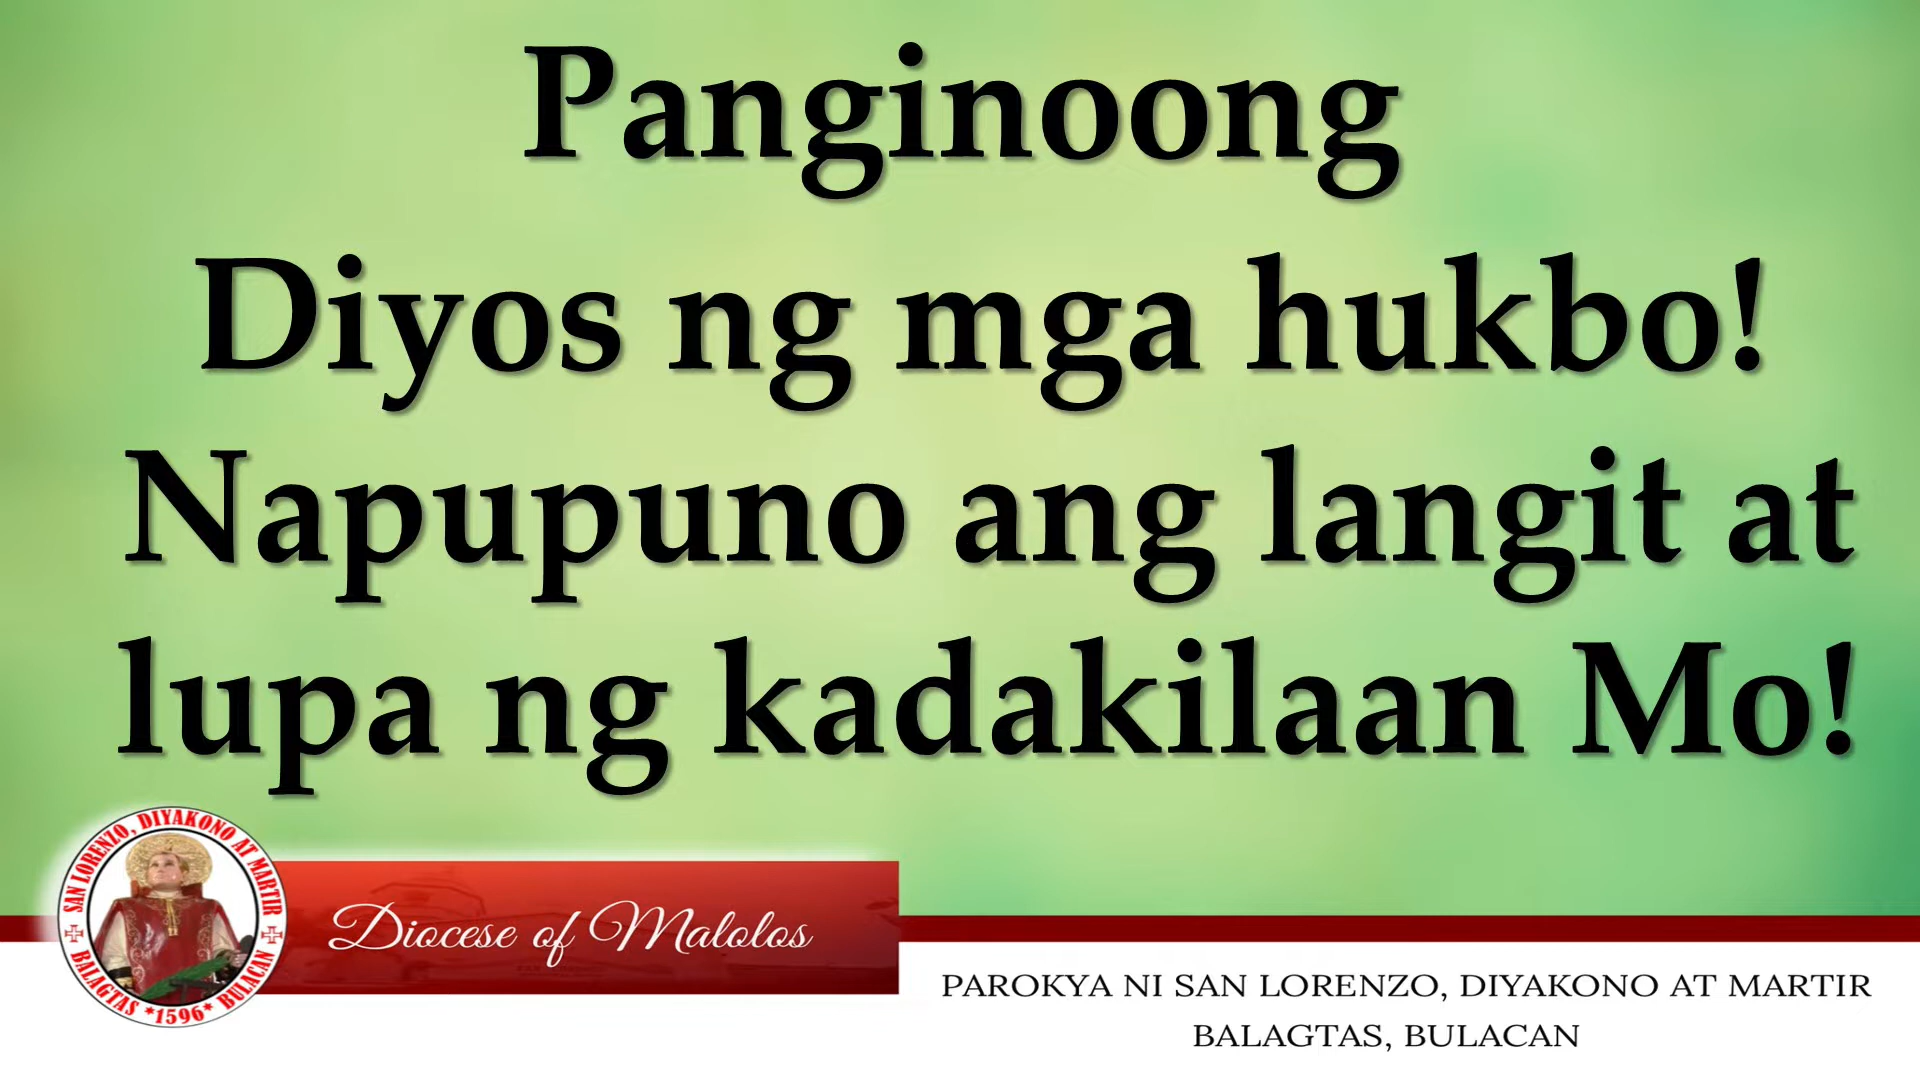 Panginoong
Diyos ng mga hukbo!
Napupuno ang langit at
lupa ng kadakilaan Mo!
SAN LORENZO, DIYAKONO AT MARTIR
BALAGTAS *1596* BULACAN
Diocese of Malolos
PAROKYA NI SAN LORENZO, DIYAKONO AT MARTIR
BALAGTAS, BULACAN